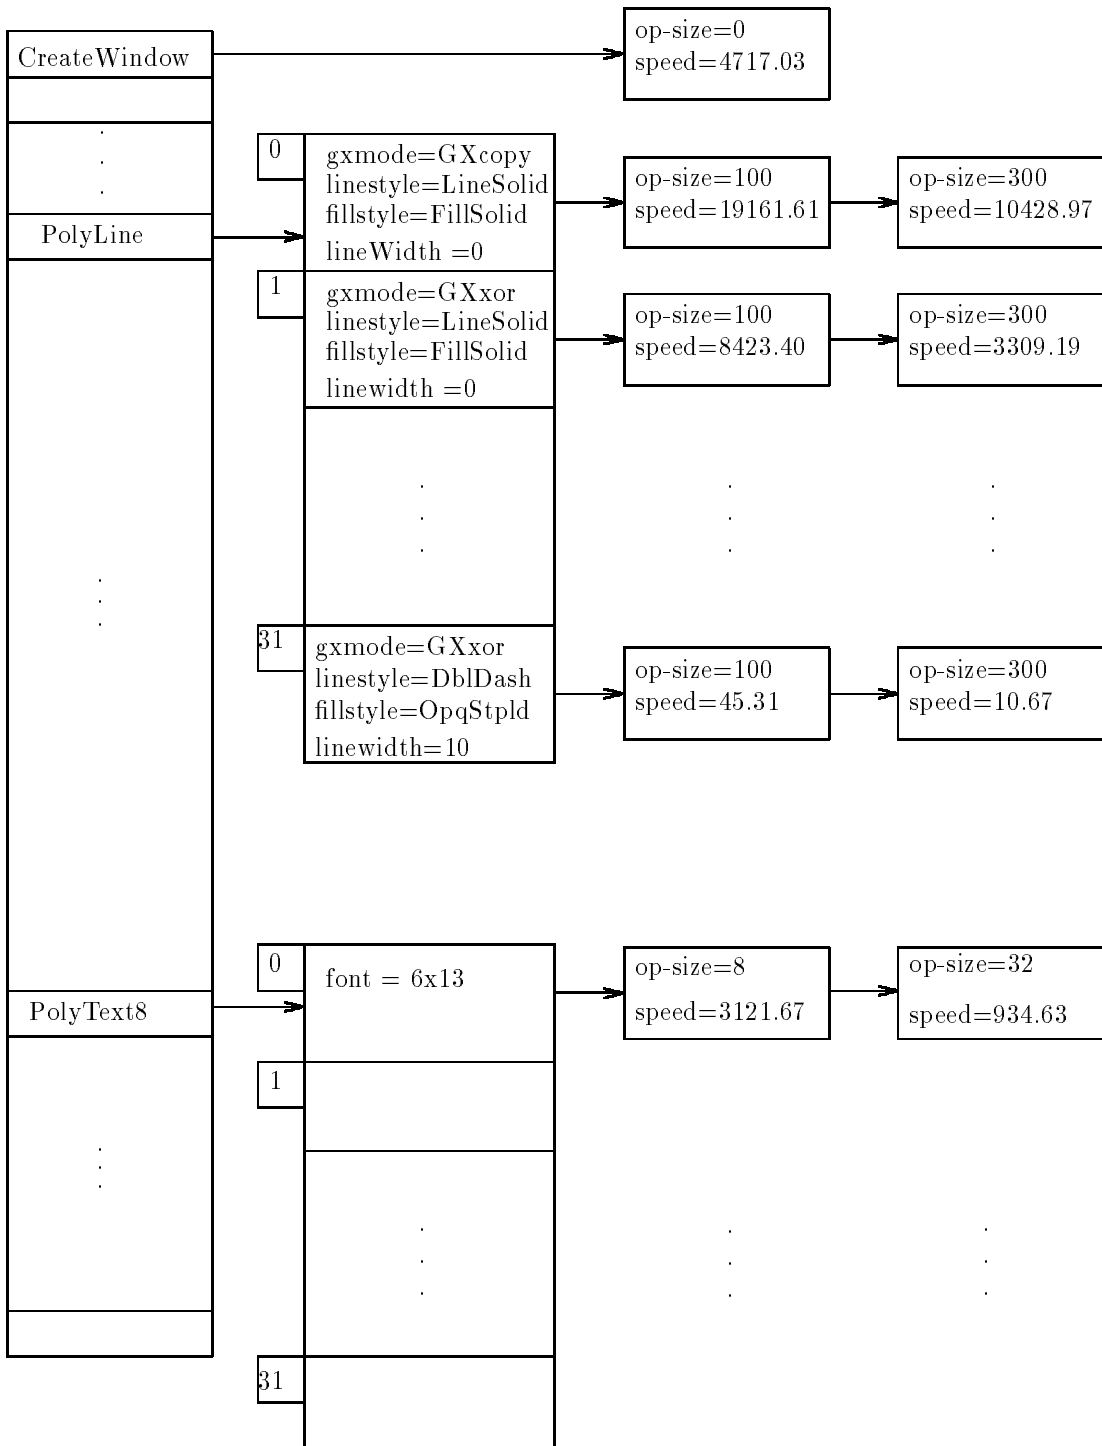 CreateWindow
op-size=0
speed=4717.03
0
gxmode=GXcopy
linestyle=LineSolid
fillstyle=FillSolid
lineWidth =0
op-size=100
speed=19161.61
op-size=300
speed=10428.97
PolyLine
1
gxmode=GXxor
linestyle=LineSolid
fillstyle=FillSolid
linewidth =0
op-size=100
speed=8423.40
op-size=300
speed=3309.19
31
gxmode=GXxor
linestyle=DblDash
fillstyle=OpqStpld
linewidth=10
op-size=100
speed=45.31
op-size=300
speed=10.67
0
font = 6x13
op-size=8
speed=3121.67
op-size=32
speed=934.63
PolyText8
1
31